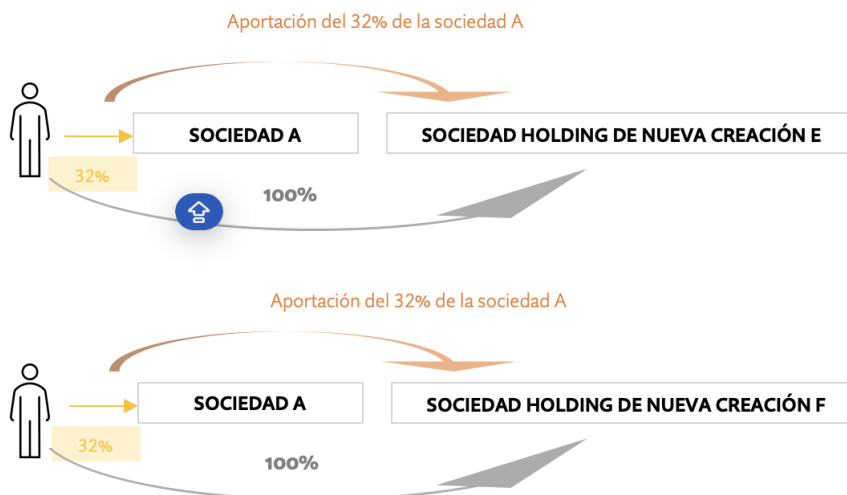 Aportación del 32% de la sociedad A
SOCIEDAD A
SOCIEDAD HOLDING DE NUEVA CREACIÓN E
32%
100%
Aportación del 32% de la sociedad A
SOCIEDAD A
SOCIEDAD HOLDING DE NUEVA CREACIÓN F
32%
100%